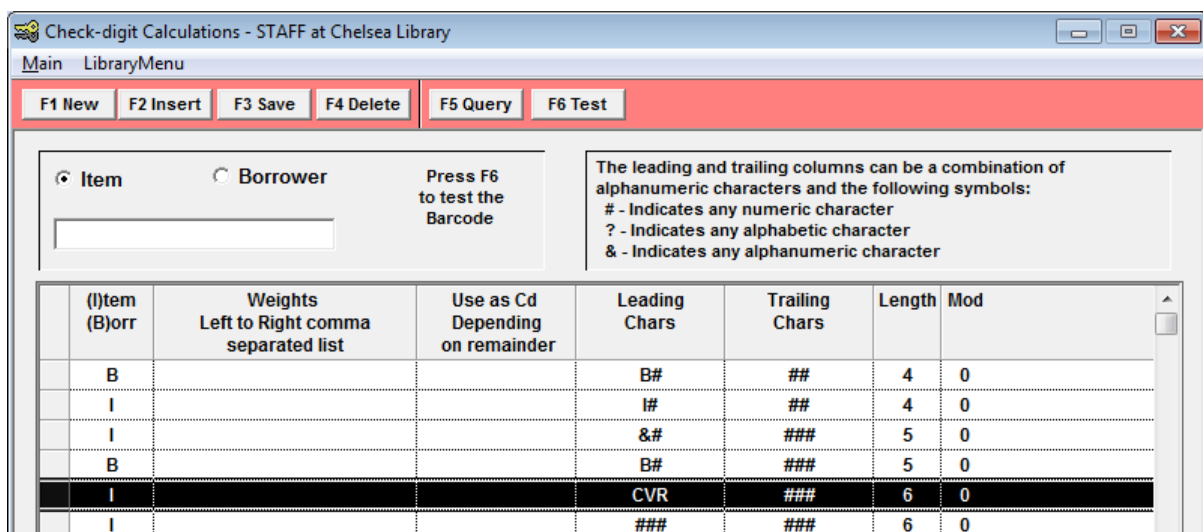 Check-digit Calculations - STAFF at Chelsea Library
Main LibraryMenu
F1 New F2 Insert F3 Save F4 Delete F5 Query F6 Test
Item Borrower
Press F6
to test the
Barcode
The leading and trailing columns can be a combination of
alphanumeric characters and the following symbols:
# - Indicates any numeric character
? - Indicates any alphabetic character
& - Indicates any alphanumeric character
(I)tem Weights Use as Cd Leading Trailing Length Mod
(B)orr Left to Right comma Depending Chars Chars
separated list on remainder
B B# ## 4 0
I I# ## 4 0
I &# ### 5 0
B B# ### 5 0
I CVR ### 6 0
I ### ### 6 0